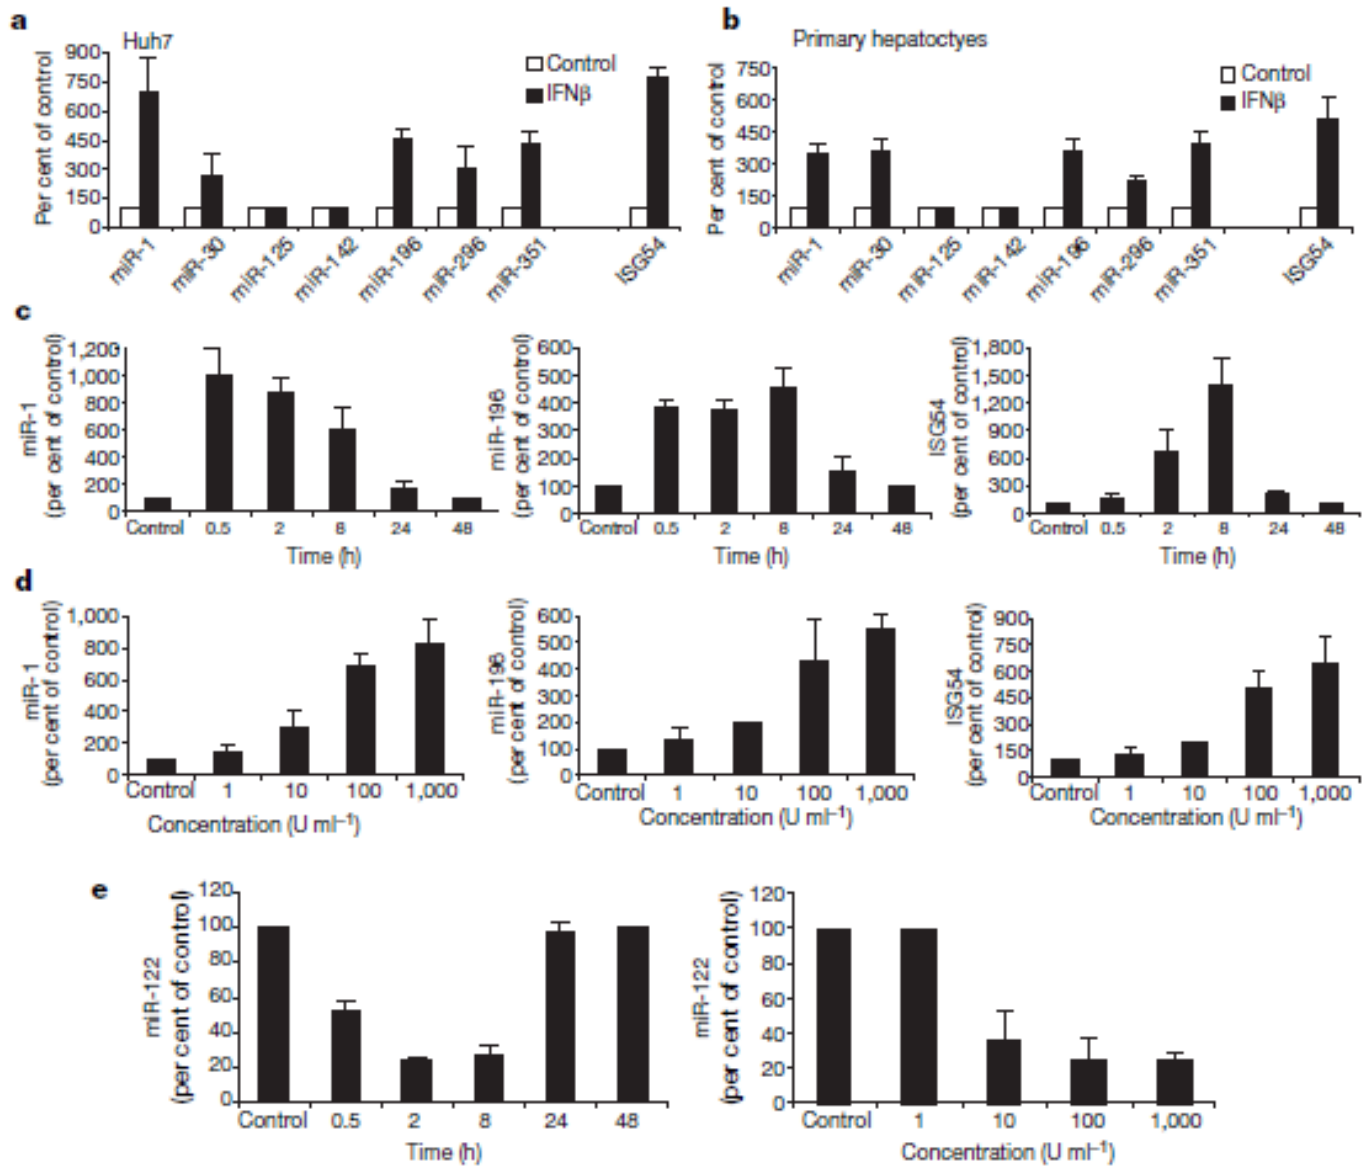 a
Huh7
Per cent of control
900
750
600
450
300
150
0
Control
IFNβ
miR-1
miR-30
miR-125
miR-142
miR-196
miR-296
miR-351
ISG54
b
Primary hepatoctyes
Per cent of control
750
600
450
300
150
0
Control
IFNβ
miR-1
miR-30
miR-125
miR-142
miR-196
miR-296
miR-351
ISG54
c
miR-1
(per cent of control)
1,200
1,000
800
600
400
200
0
Control 0.5 2 8 24 48
Time (h)
miR-196
(per cent of control)
600
500
400
300
200
100
0
Control 0.5 2 8 24 48
Time (h)
ISG54
(per cent of control)
1,800
1,500
1,200
900
600
300
0
Control 0.5 2 8 24 48
Time (h)
d
miR-1
(per cent of control)
1,000
800
600
400
200
0
Control 1 10 100 1,000
Concentration (U ml–1)
miR-196
(per cent of control)
600
500
400
300
200
100
0
Control 1 10 100 1,000
Concentration (U ml–1)
ISG54
(per cent of control)
900
750
600
450
300
150
0
Control 1 10 100 1,000
Concentration (U ml–1)
e
miR-122
(per cent of control)
120
100
80
60
40
20
0
Control 0.5 2 8 24 48
Time (h)
miR-122
(per cent of control)
120
100
80
60
40
20
0
Control 1 10 100 1,000
Concentration (U ml–1)